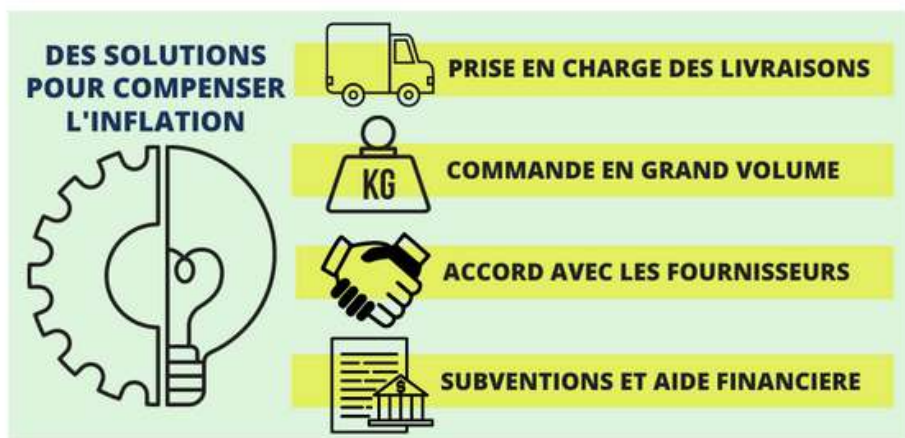 DES SOLUTIONS
POUR COMPENSER
L'INFLATION
PRISE EN CHARGE DES LIVRAISONS
KG
COMMANDE EN GRAND VOLUME
ACCORD AVEC LES FOURNISSEURS
$
SUBVENTIONS ET AIDE FINANCIERE